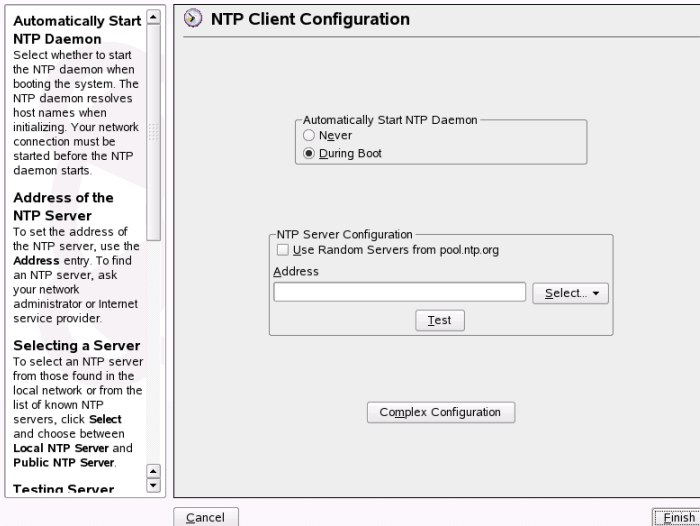 Automatically Start
NTP Daemon
Select whether to start
the NTP daemon when
booting the system. The
NTP daemon resolves
host names when
initializing. Your network
connection must be
started before the NTP
daemon starts.
Address of the
NTP Server
To set the address of
the NTP server, use the
Address entry. To find
an NTP server, ask
your network
administrator or Internet
service provider.
Selecting a Server
To select an NTP server
from those found in the
local network or from the
list of known NTP
servers, click Select
and choose between
Local NTP Server and
Public NTP Server.
Testing Server
NTP Client Configuration
Automatically Start NTP Daemon
Never
During Boot
NTP Server Configuration
Use Random Servers from pool.ntp.org
Address
Select...
Test
Complex Configuration
Cancel
Finish